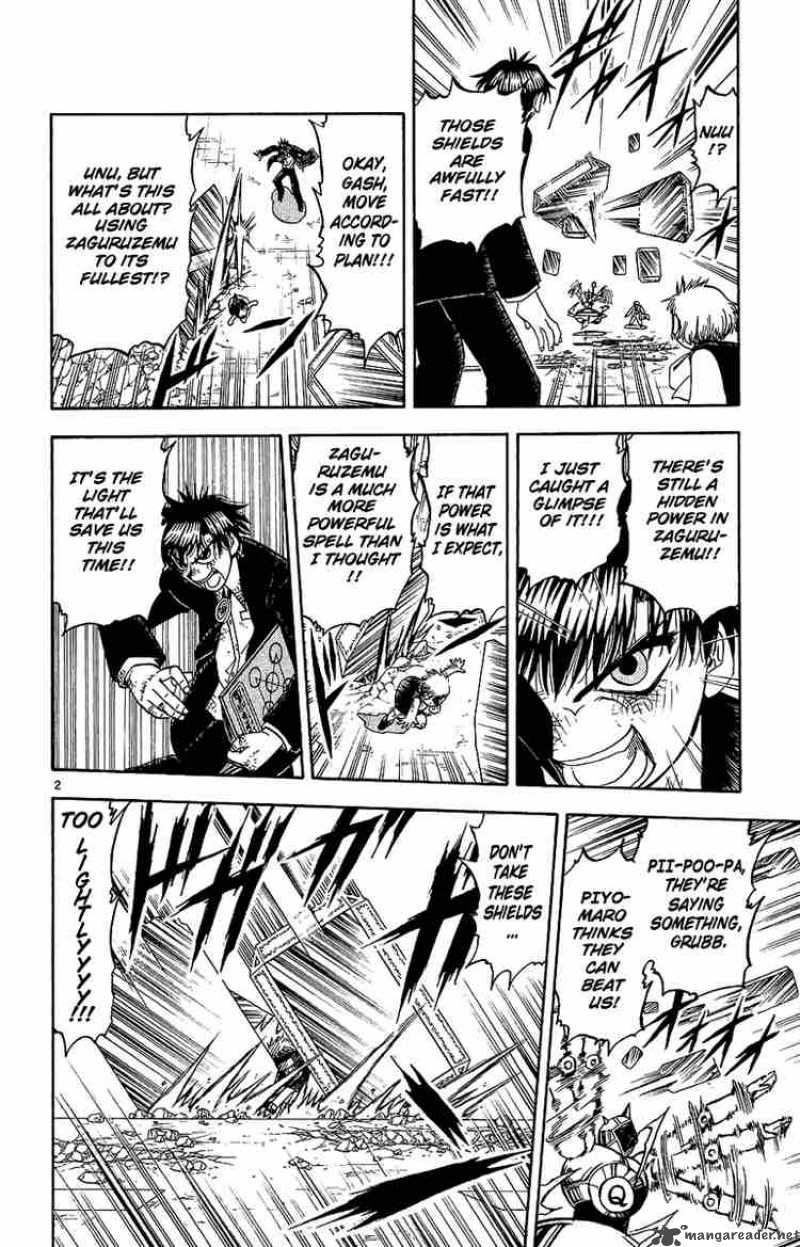 NUU
!?
THOSE
SHIELDS
ARE
AWFULLY
FAST!!
OKAY,
GASH,
MOVE
ACCORD-
ING TO
PLAN!!!
UNU, BUT
WHAT'S THIS
ALL ABOUT?
USING
ZAGURUZEMU
TO ITS
FULLEST!?
THERE'S
STILL A
HIDDEN
POWER IN
ZAGURU-
ZEMU!!
I JUST
CAUGHT A
GLIMPSE
OF IT!!!
IF THAT
POWER
IS WHAT
I EXPECT,
ZAGU-
RUZEMU
IS A MUCH
MORE
POWERFUL
SPELL THAN
I THOUGHT
!!
IT'S THE
LIGHT
THAT'LL
SAVE US
THIS
TIME!!
2
PII-POO-PA,
THEY'RE
SAYING
SOMETHING,
GRUBB.
PIYO-
MARO
THINKS
THEY
CAN
BEAT
US!
Q
DON'T
TAKE
THESE
SHIELDS
...
TOO
LIGHTLYYYY!!!
mangareader.net